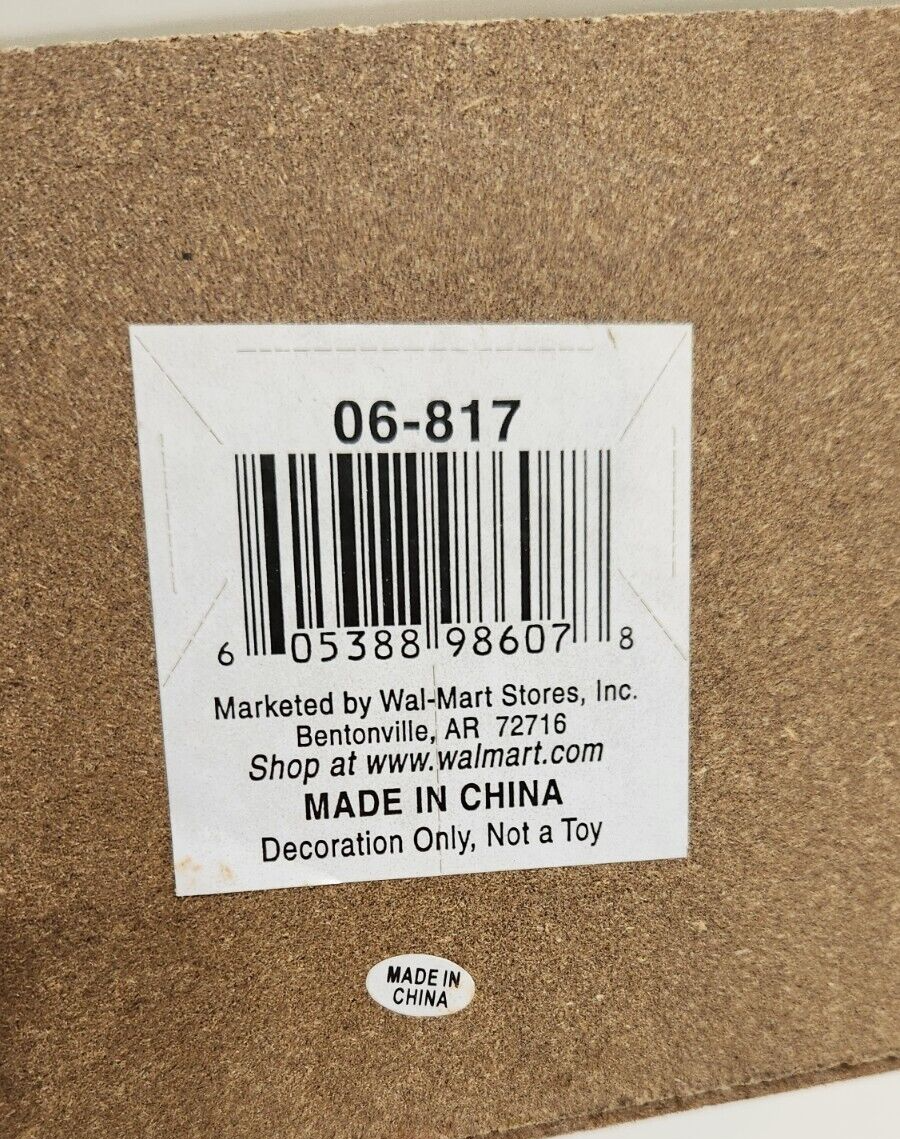 06-817
6 05388 98607 8
Marketed by Wal-Mart Stores, Inc.
Bentonville, AR 72716
Shop at www.walmart.com
MADE IN CHINA
Decoration Only, Not a Toy
MADE IN
CHINA